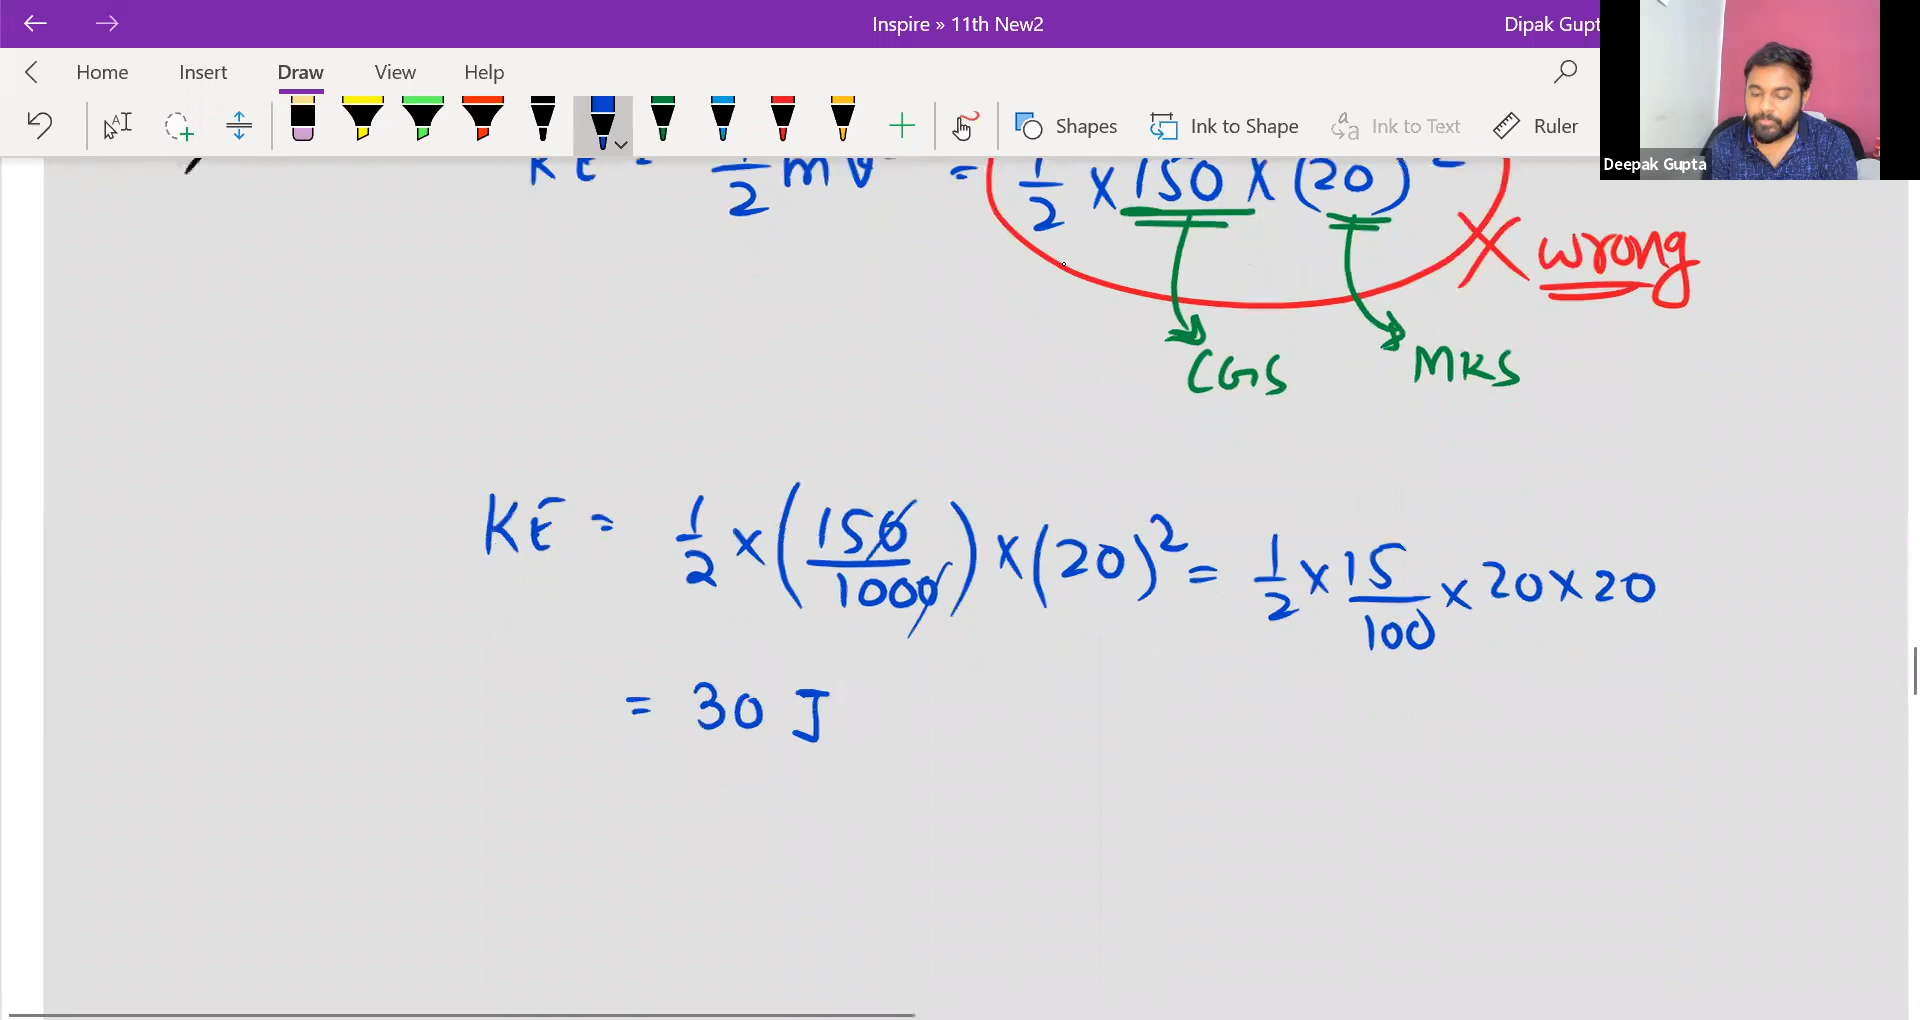 Inspire » 11th New2
Dipak Gupt
Home Insert Draw View Help
Shapes Ink to Shape Ink to Text Ruler
Deepak Gupta
KE = 1/2 mv = 1/2 × 150 × (20)²
× wrong
CGS
MKS
KE = 1/2 × (150/1000) × (20)² = 1/2 × 15/100 × 20 × 20
= 30 J